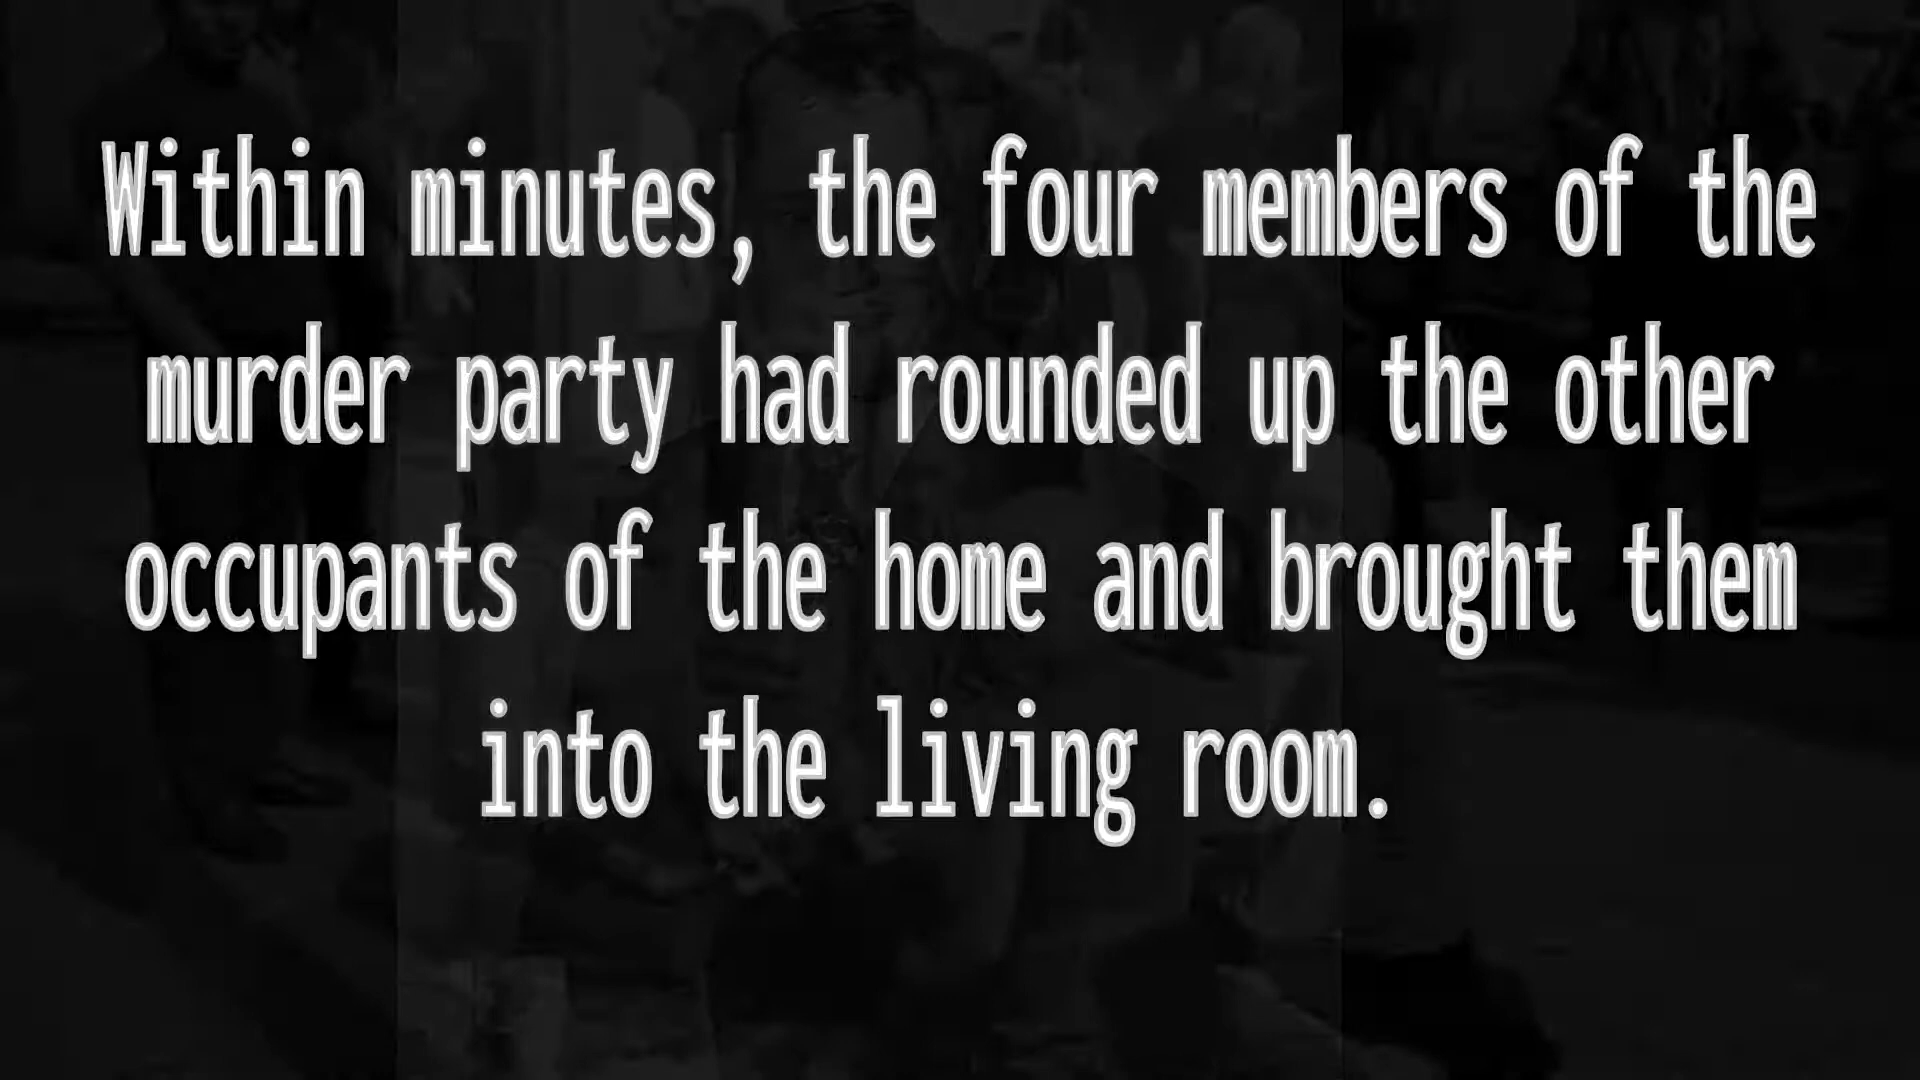 Within minutes, the four members of the
murder party had rounded up the other
occupants of the home and brought them
into the living room.